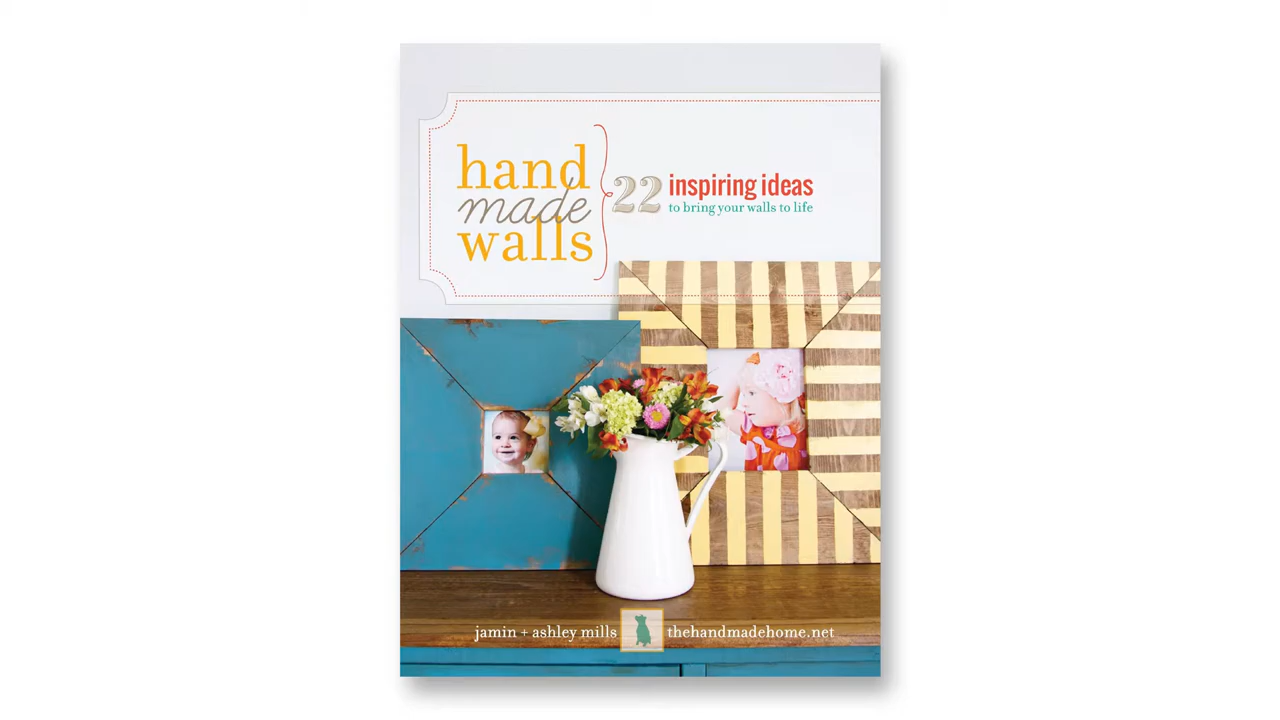 hand
made
walls
22
inspiring ideas
to bring your walls to life
jamin + ashley mills
thehandmadehome.net